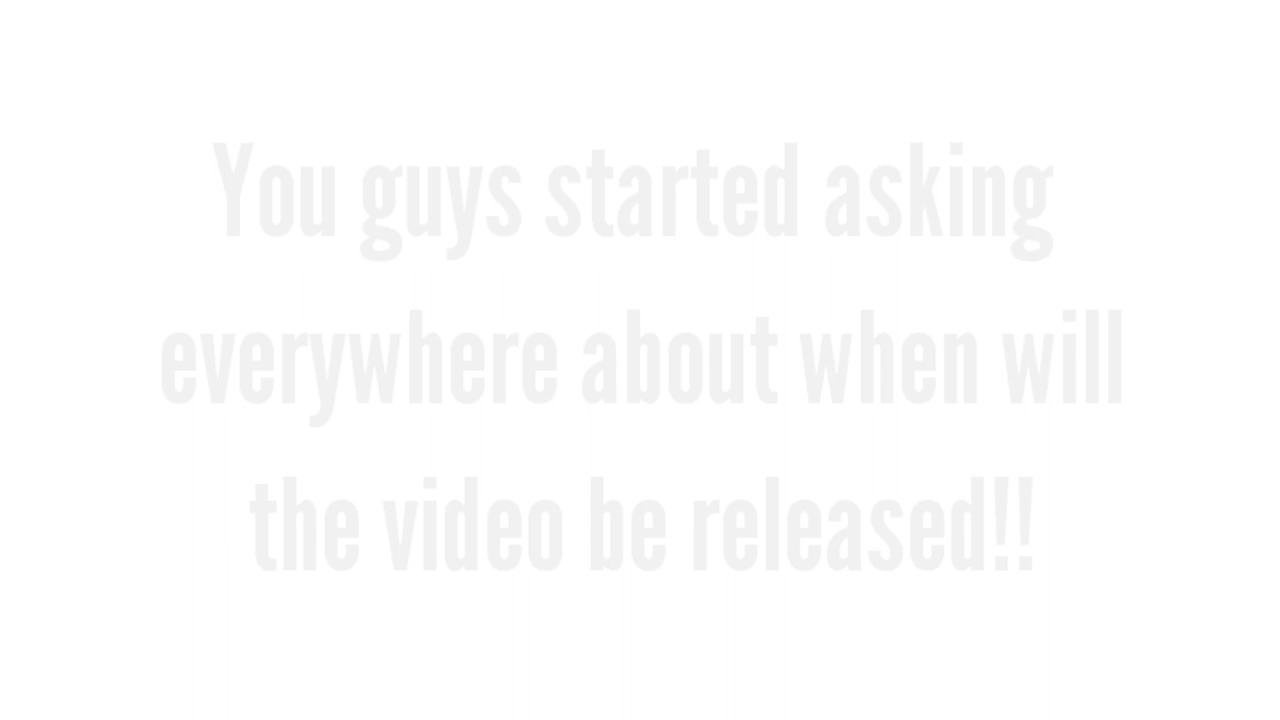 You guys started asking
everywhere about when will
the video be released!!